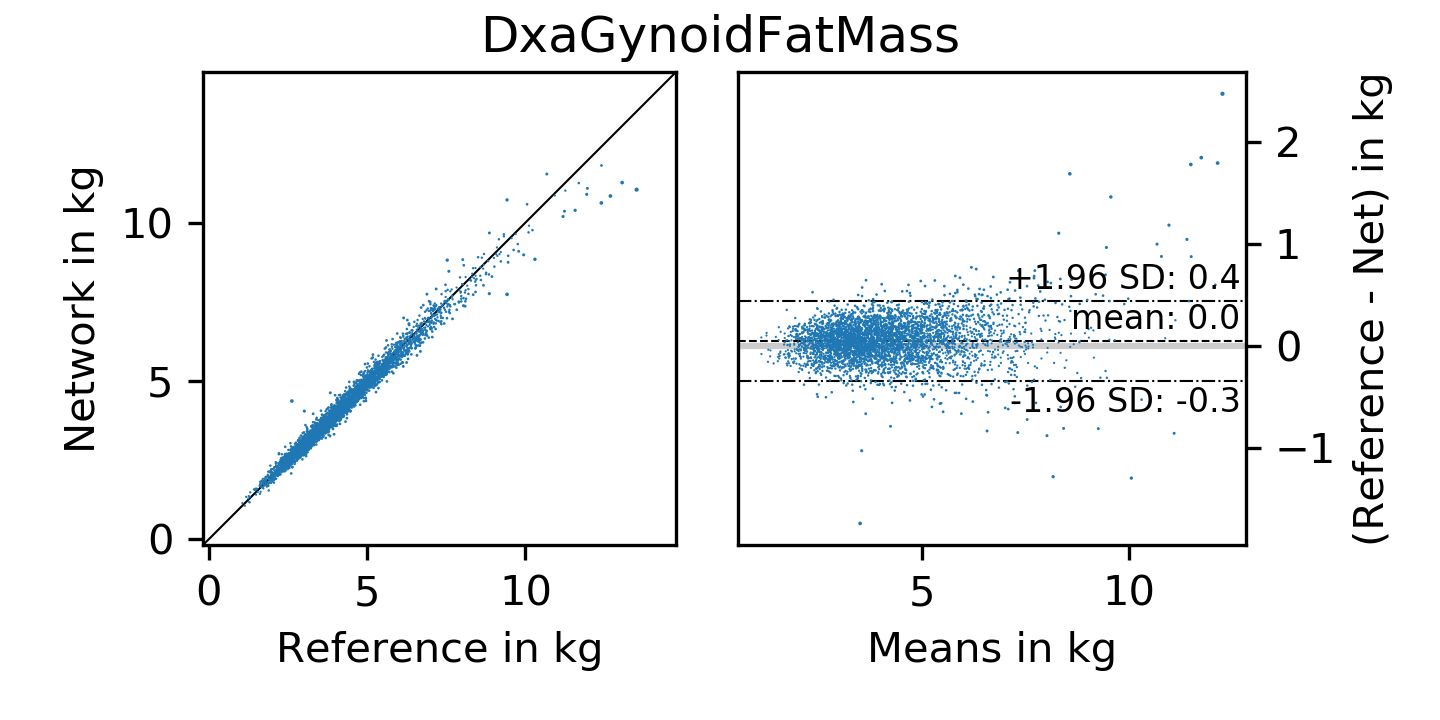 DxaGynoidFatMass
Network in kg
10
5
0
0 5 10
Reference in kg
+1.96 SD: 0.4
mean: 0.0
-1.96 SD: -0.3
2
1
0
−1
(Reference - Net) in kg
5 10
Means in kg